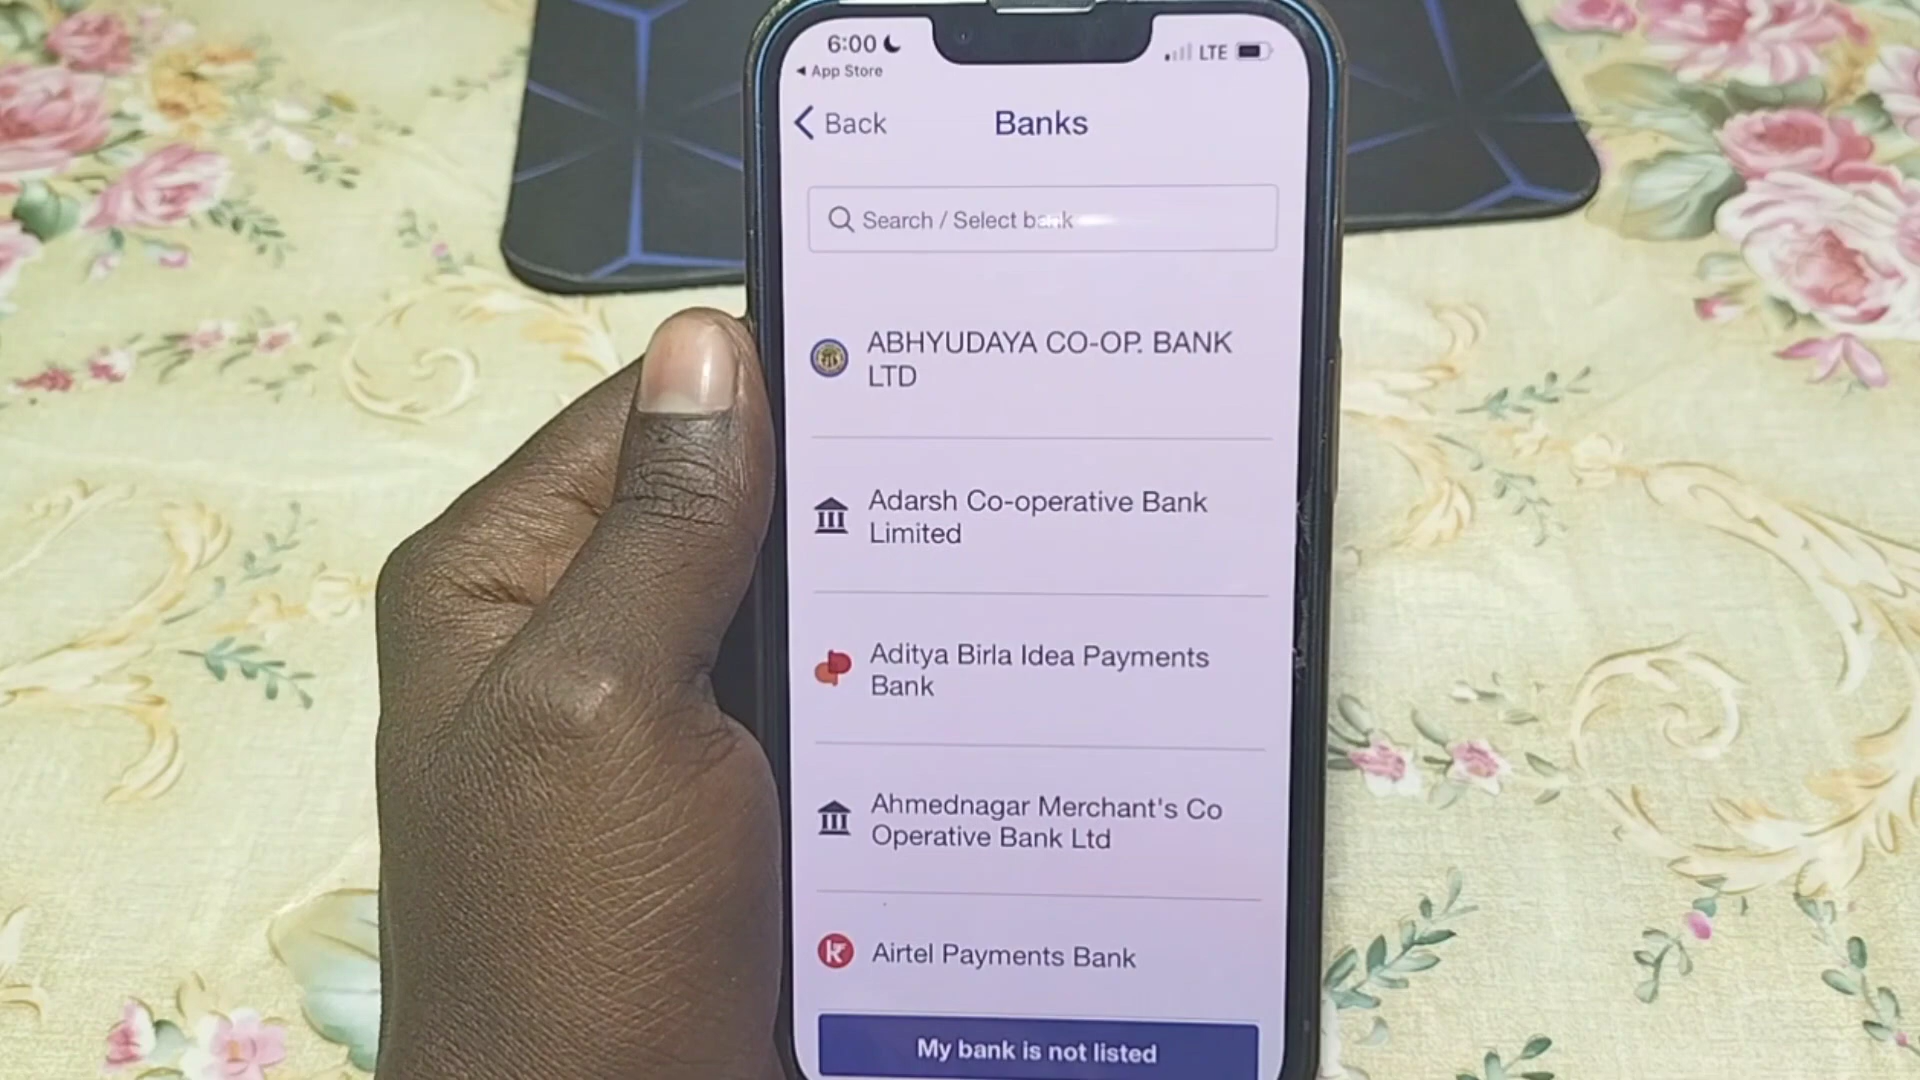 6:00
LTE
◄ App Store
Back
Banks
Search / Select bank
ABHYUDAYA CO-OP. BANK
LTD
Adarsh Co-operative Bank
Limited
Aditya Birla Idea Payments
Bank
Ahmednagar Merchant's Co
Operative Bank Ltd
Airtel Payments Bank
My bank is not listed